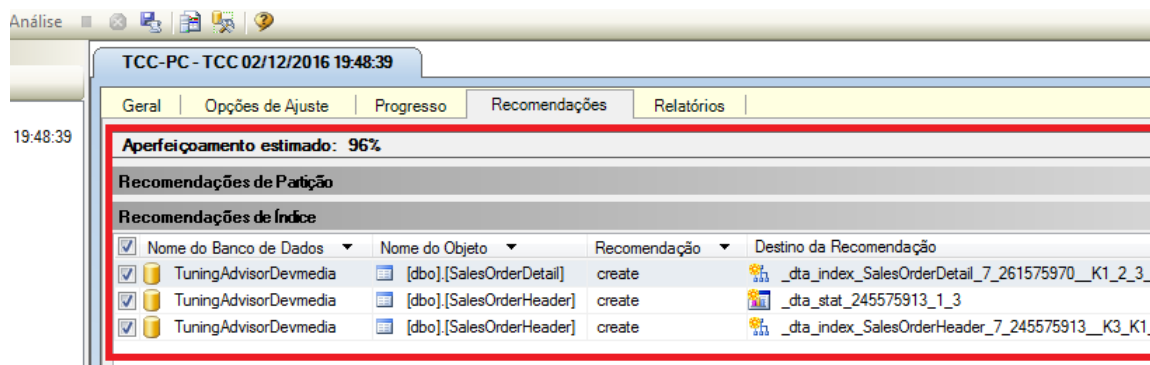 Análise
TCC-PC - TCC 02/12/2016 19:48:39
Geral Opções de Ajuste Progresso Recomendações Relatórios
19:48:39
Aperfeiçoamento estimado: 96%
Recomendações de Partição
Recomendações de Índice
Nome do Banco de Dados Nome do Objeto Recomendação Destino da Recomendação
TuningAdvisorDevmedia [dbo].[SalesOrderDetail] create _dta_index_SalesOrderDetail_7_261575970__K1_2_3_
TuningAdvisorDevmedia [dbo].[SalesOrderHeader] create _dta_stat_245575913_1_3
TuningAdvisorDevmedia [dbo].[SalesOrderHeader] create _dta_index_SalesOrderHeader_7_245575913__K3_K1_